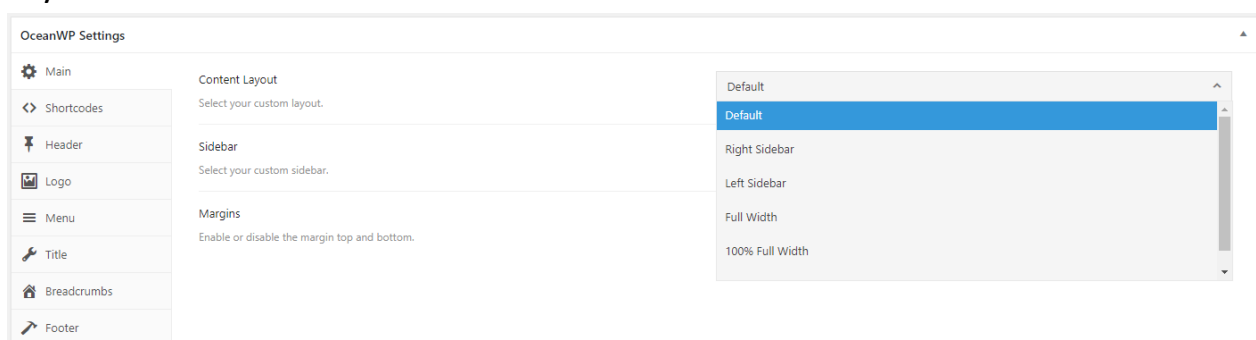 OceanWP Settings
Main
Shortcodes
Header
Logo
Menu
Title
Breadcrumbs
Footer
Content Layout
Select your custom layout.
Sidebar
Select your custom sidebar.
Margins
Enable or disable the margin top and bottom.
Default
Default
Right Sidebar
Left Sidebar
Full Width
100% Full Width